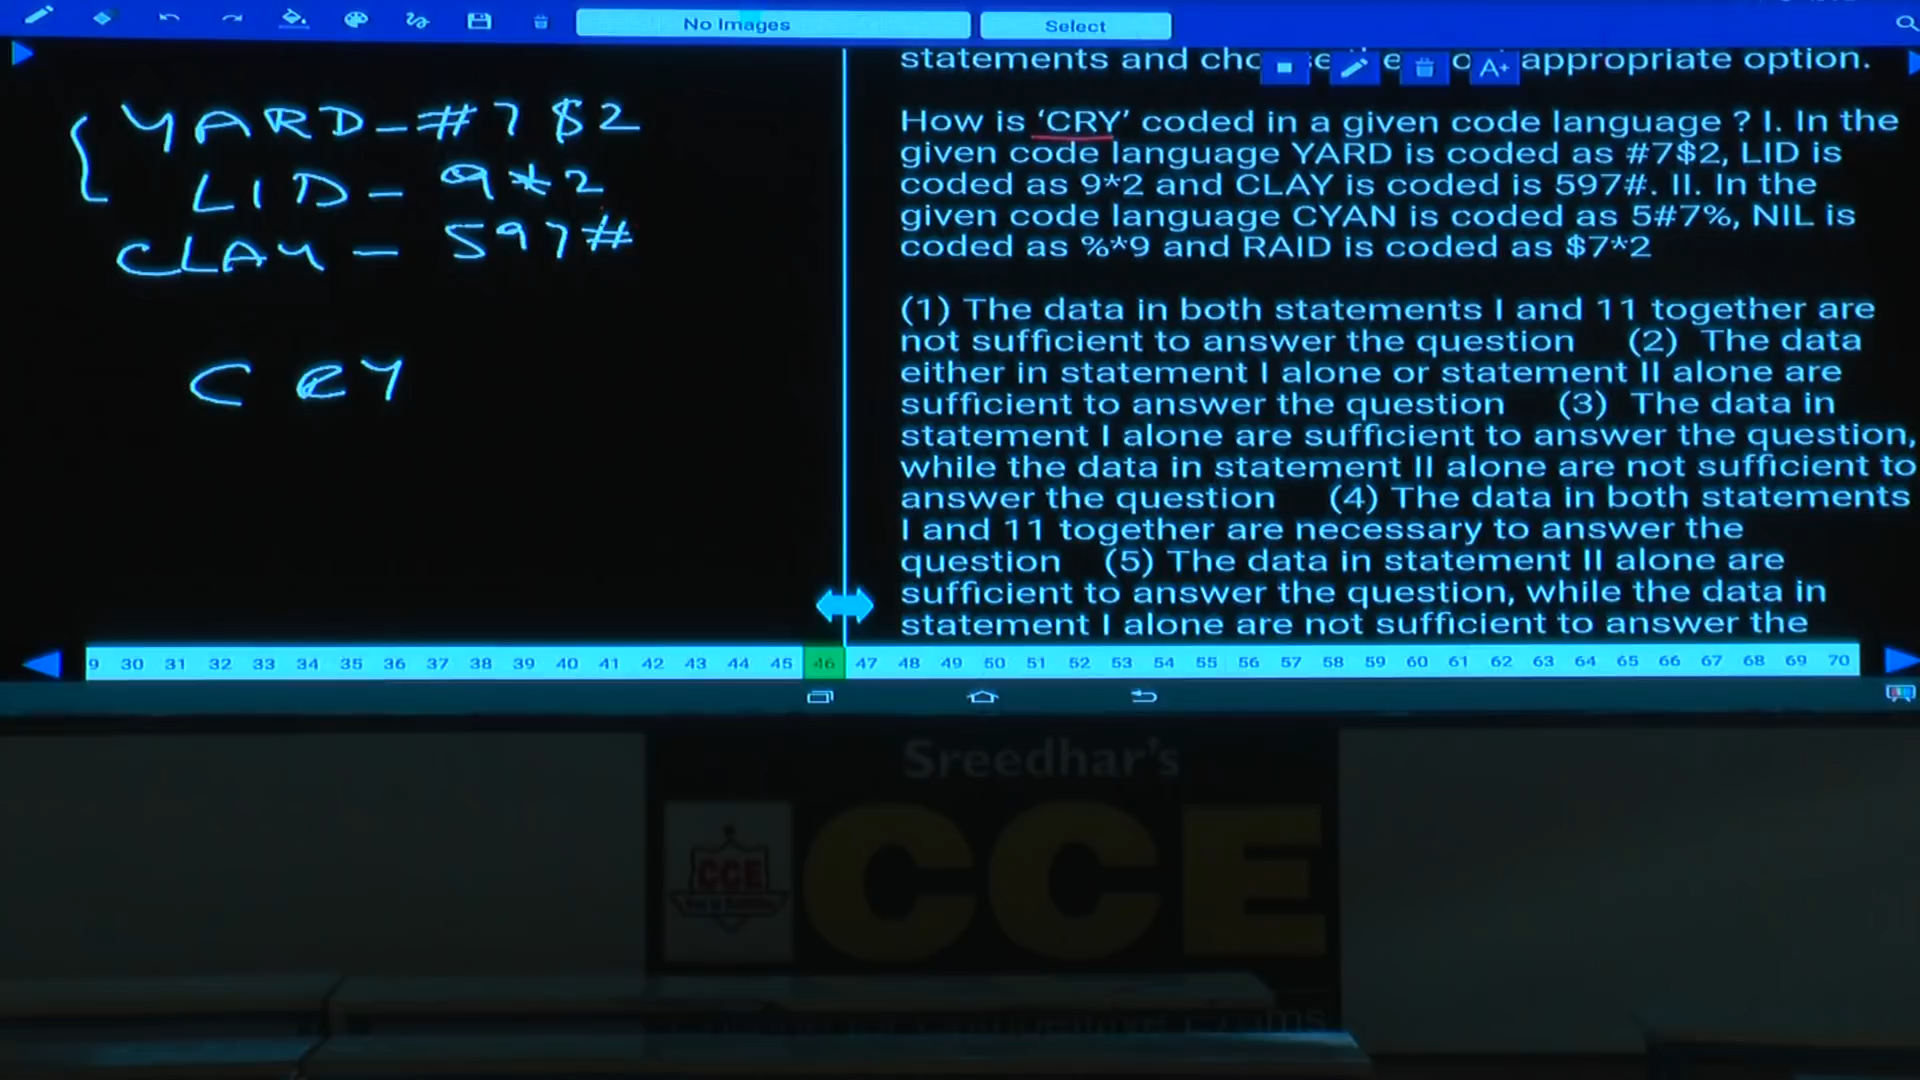 No Images
Select
statements and cho
appropriate option.
YARD - #7$2
LID - 9*2
CLAY - 597#
CRY
How is ‘CRY’ coded in a given code language ? I. In the
given code language YARD is coded as #7$2, LID is
coded as 9*2 and CLAY is coded is 597#. II. In the
given code language CYAN is coded as 5#7%, NIL is
coded as %*9 and RAID is coded as $7*2
(1) The data in both statements I and 11 together are
not sufficient to answer the question (2) The data
either in statement I alone or statement II alone are
sufficient to answer the question (3) The data in
statement I alone are sufficient to answer the question,
while the data in statement II alone are not sufficient to
answer the question (4) The data in both statements
I and 11 together are necessary to answer the
question (5) The data in statement II alone are
sufficient to answer the question, while the data in
statement I alone are not sufficient to answer the
9 30 31 32 33 34 35 36 37 38 39 40 41 42 43 44 45 46 47 48 49 50 51 52 53 54 55 56 57 58 59 60 61 62 63 64 65 66 67 68 69 70
Sreedhar's
CCE
CCE